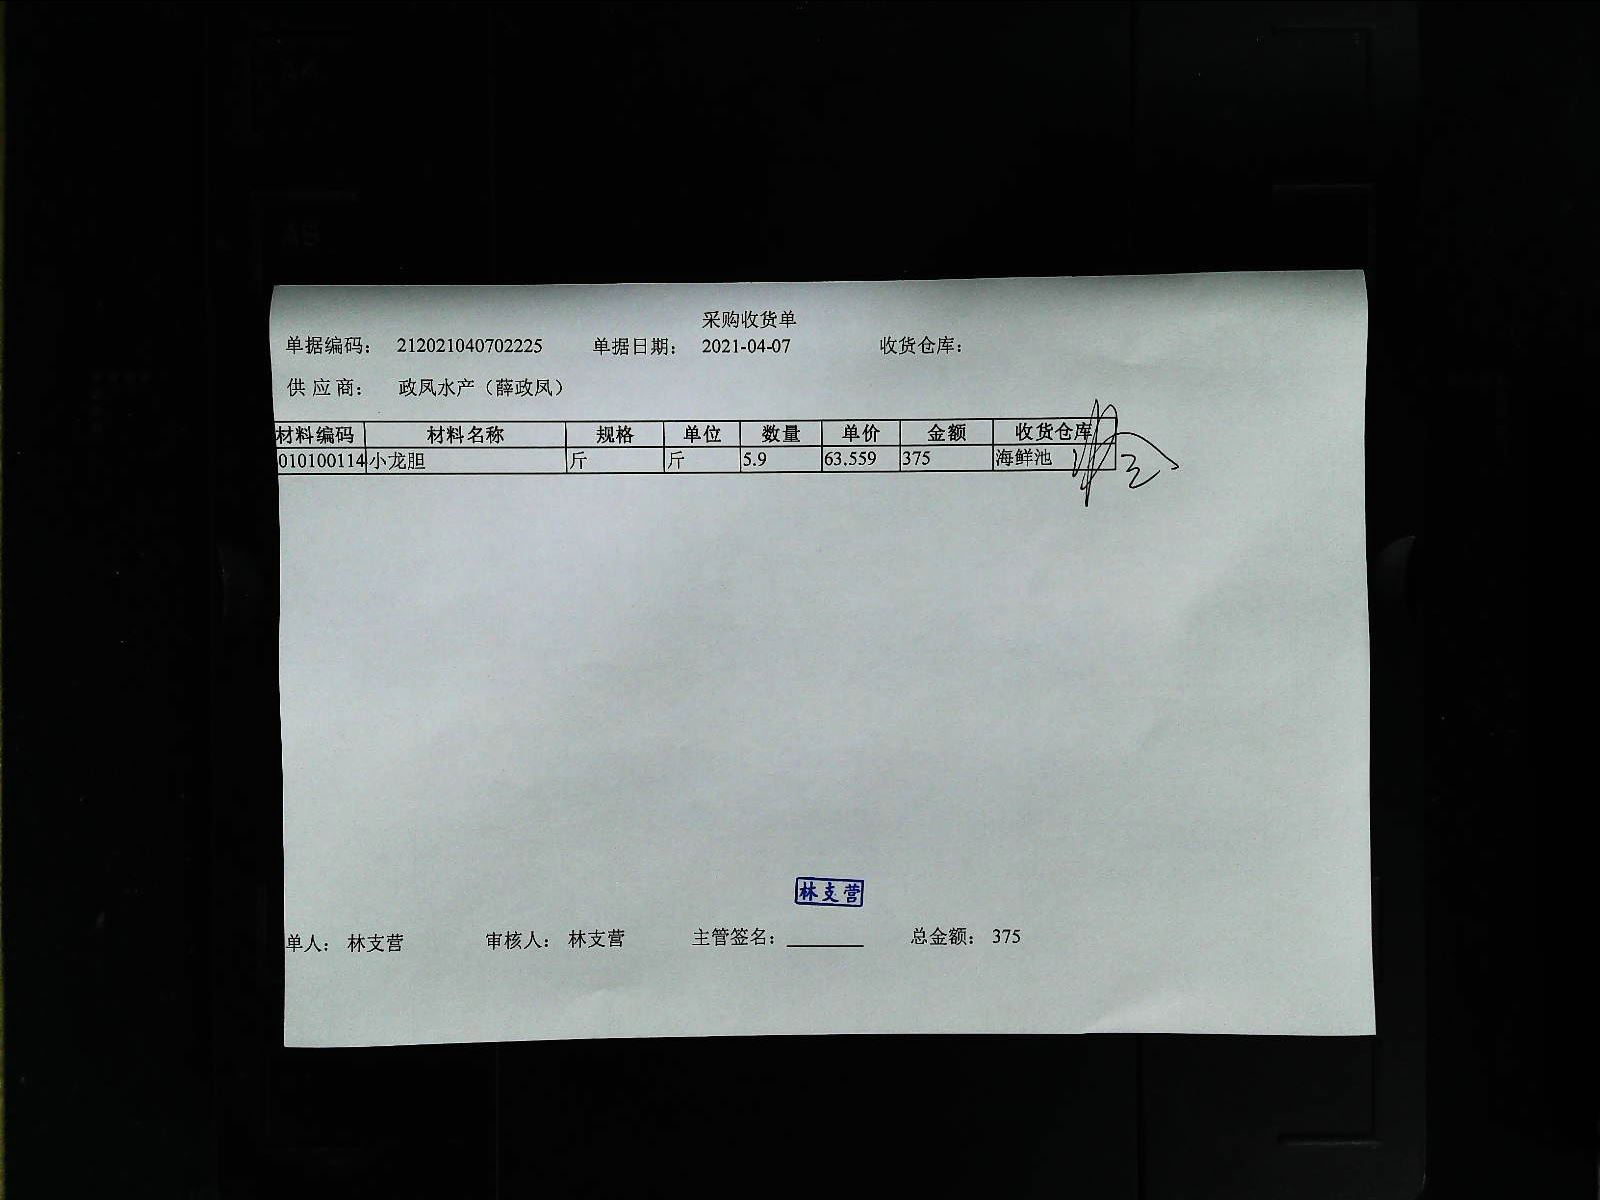 采购收货单
单据编码： 212021040702225 单据日期： 2021-04-07 收货仓库：
供 应 商： 政凤水产（薛政凤）
材料编码 材料名称 规格 单位 数量 单价 金额 收货仓库
010100114 小龙胆 斤 斤 5.9 63.559 375 海鲜池
林支营
单人： 林支营 审核人： 林支营 主管签名： 总金额： 375